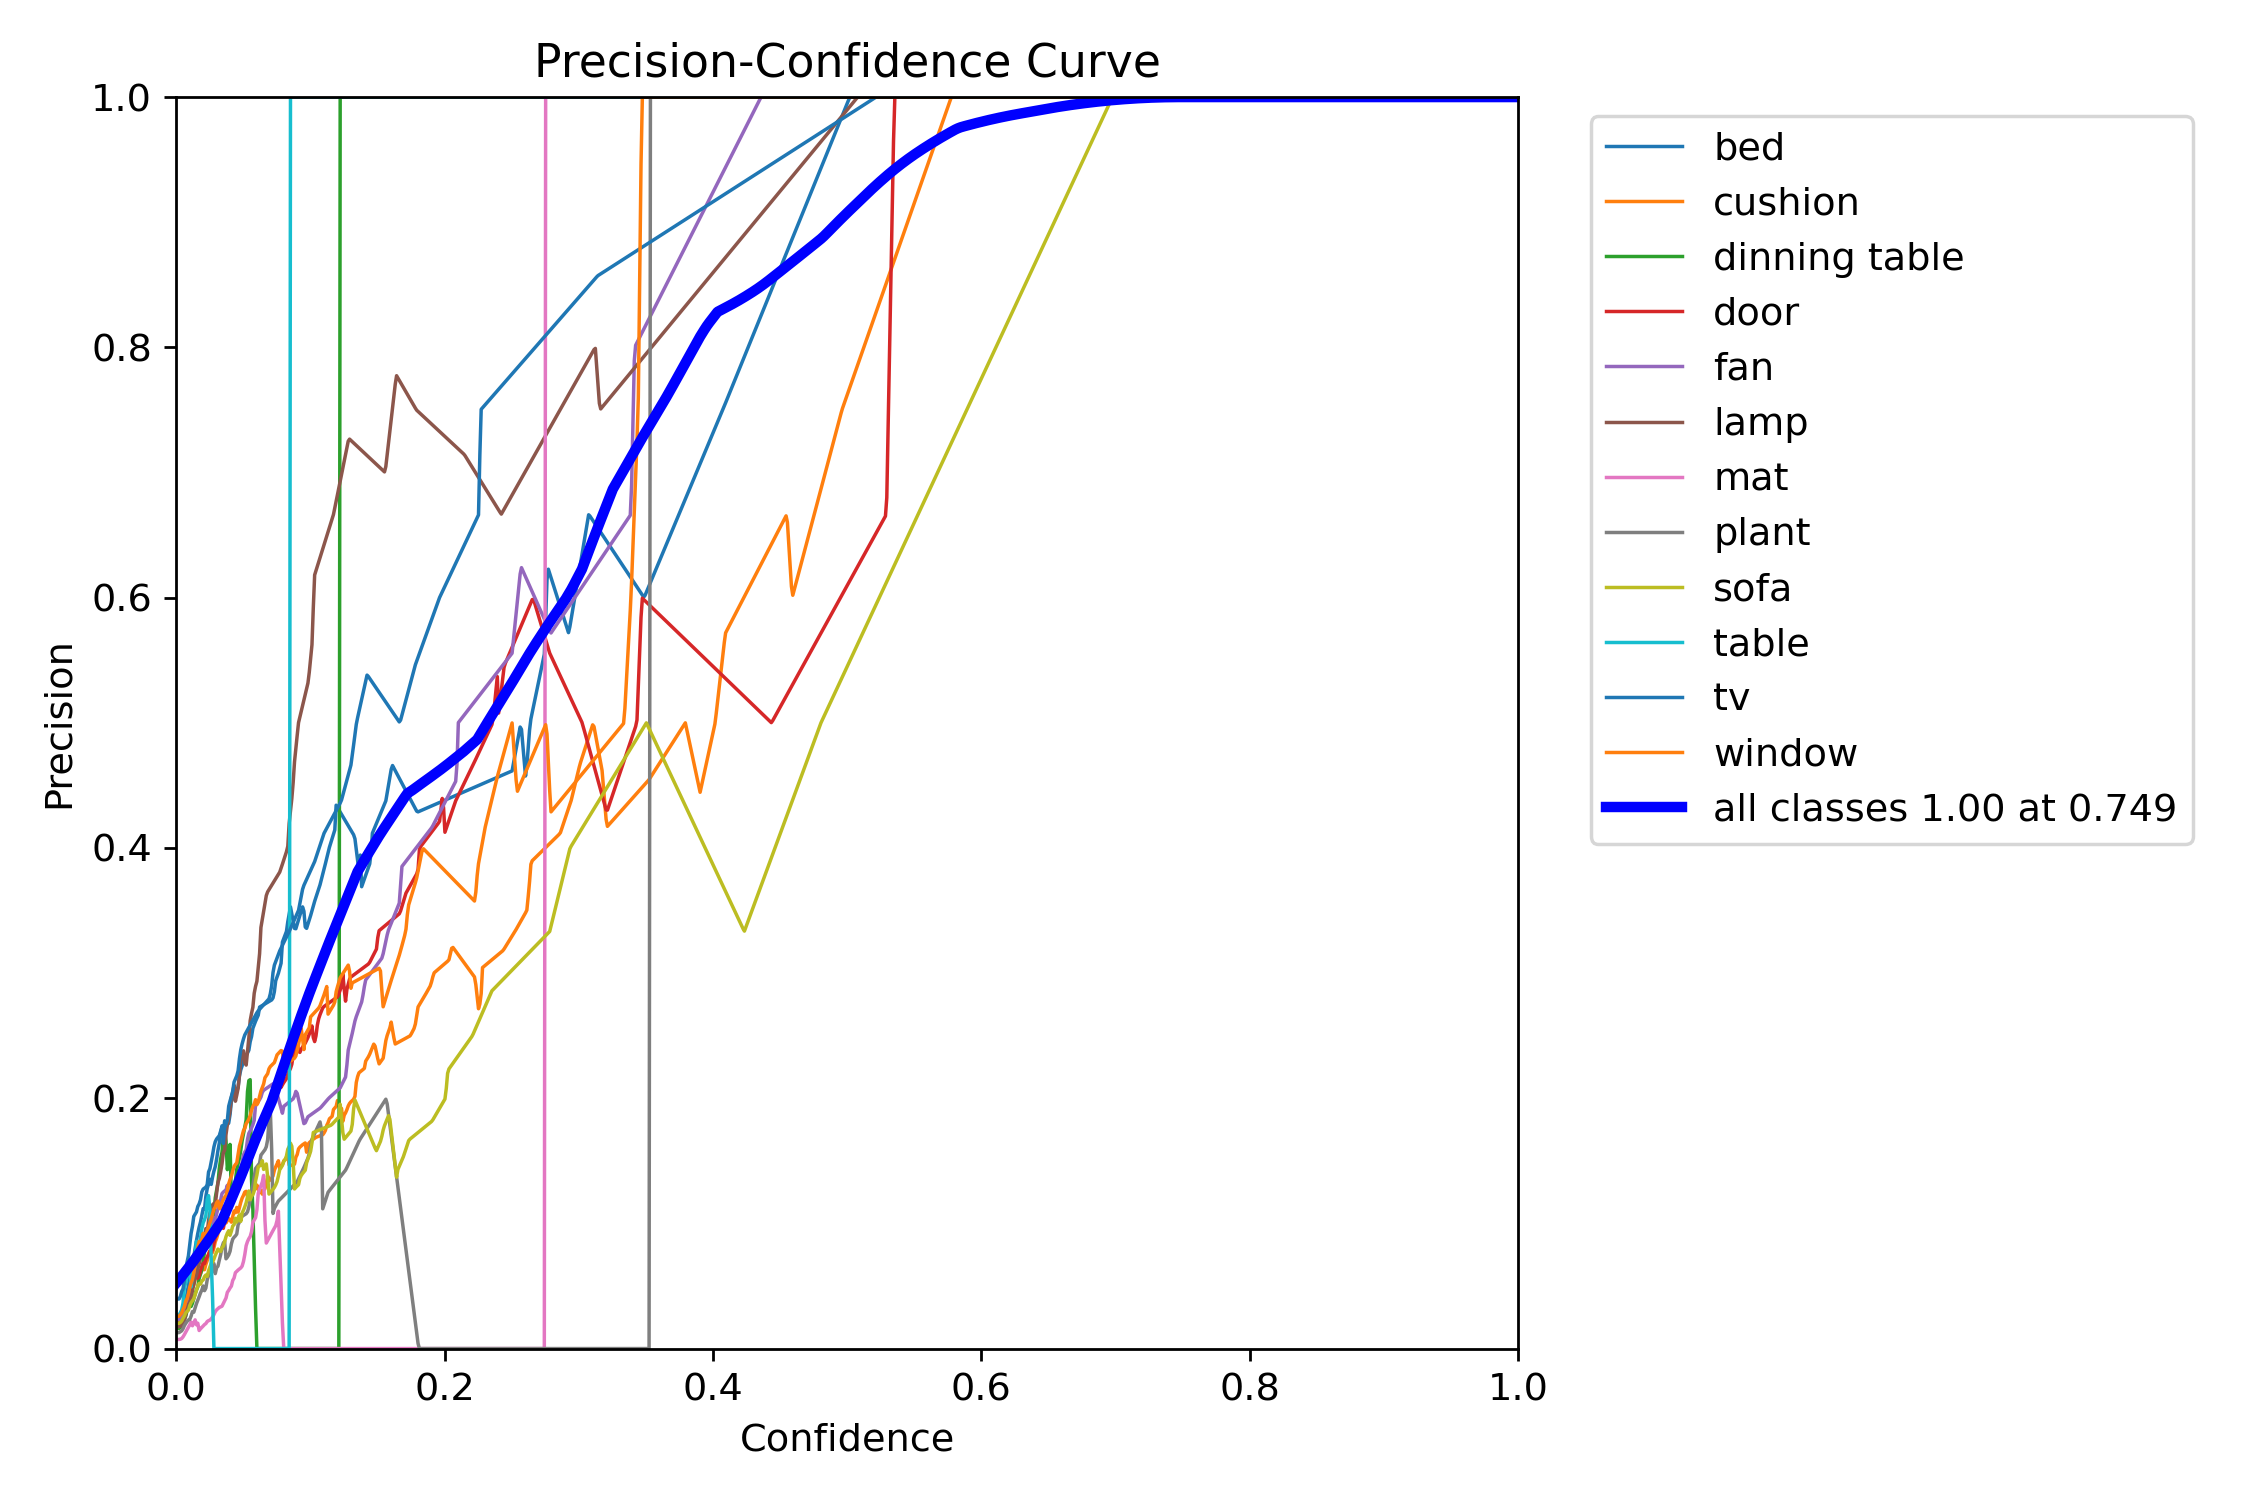 Precision-Confidence Curve
1.0
0.8
0.6
0.4
0.2
0.0
Precision
0.0 0.2 0.4 0.6 0.8 1.0
Confidence
bed
cushion
dinning table
door
fan
lamp
mat
plant
sofa
table
tv
window
all classes 1.00 at 0.749